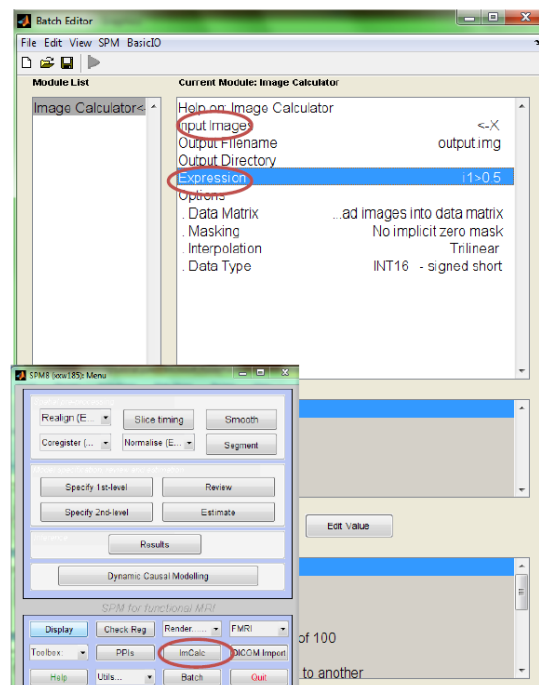 Batch Editor
File Edit View SPM BasicIO
Module List
Current Module: Image Calculator
Image Calculator<-
Help on: Image Calculator
Input Images <-X
Output Filename output.img
Output Directory
Expression i1>0.5
Options
. Data Matrix ...ad images into data matrix
. Masking No implicit zero mask
. Interpolation Trilinear
. Data Type INT16 - signed short
SPM8 (ixw185): Menu
Realign (E... Slice timing Smooth
Coregister (... Normalise (E... Segment
Specify 1st-level Review
Specify 2nd-level Estimate
Results
Dynamic Causal Modelling
SPM for functional MRI
Display Check Reg Render... FMRI
Toolbox: PPIs ImCalc DICOM Import
Help Utils... Batch Quit
Edit Value
of 100
to another